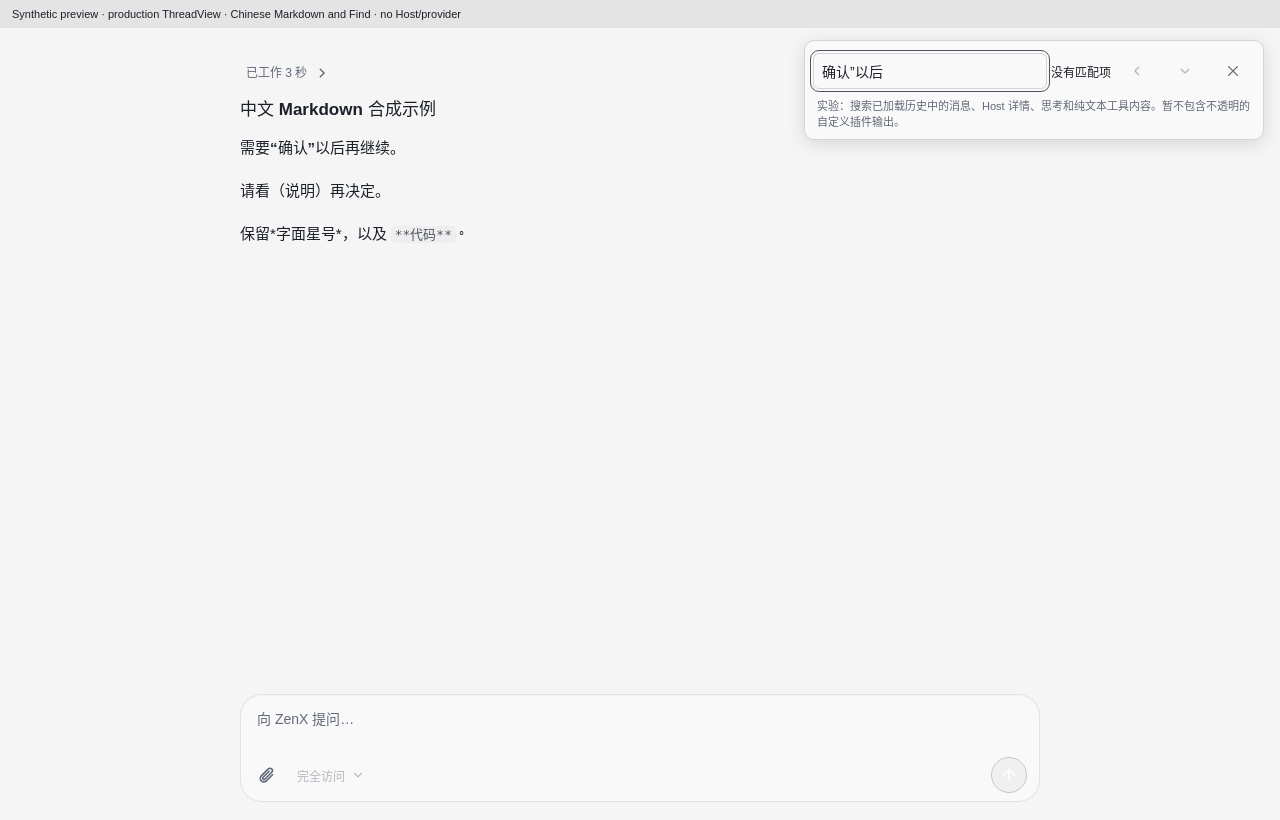 Synthetic preview · production ThreadView · Chinese Markdown and Find · no Host/provider
已工作 3 秒
确认”以后
没有匹配项
实验：搜索已加载历史中的消息、Host 详情、思考和纯文本工具内容。暂不包含不透明的
自定义插件输出。
中文 Markdown 合成示例
需要“确认”以后再继续。
请看（说明）再决定。
保留*字面星号*，以及 **代码** 。
向 ZenX 提问…
完全访问